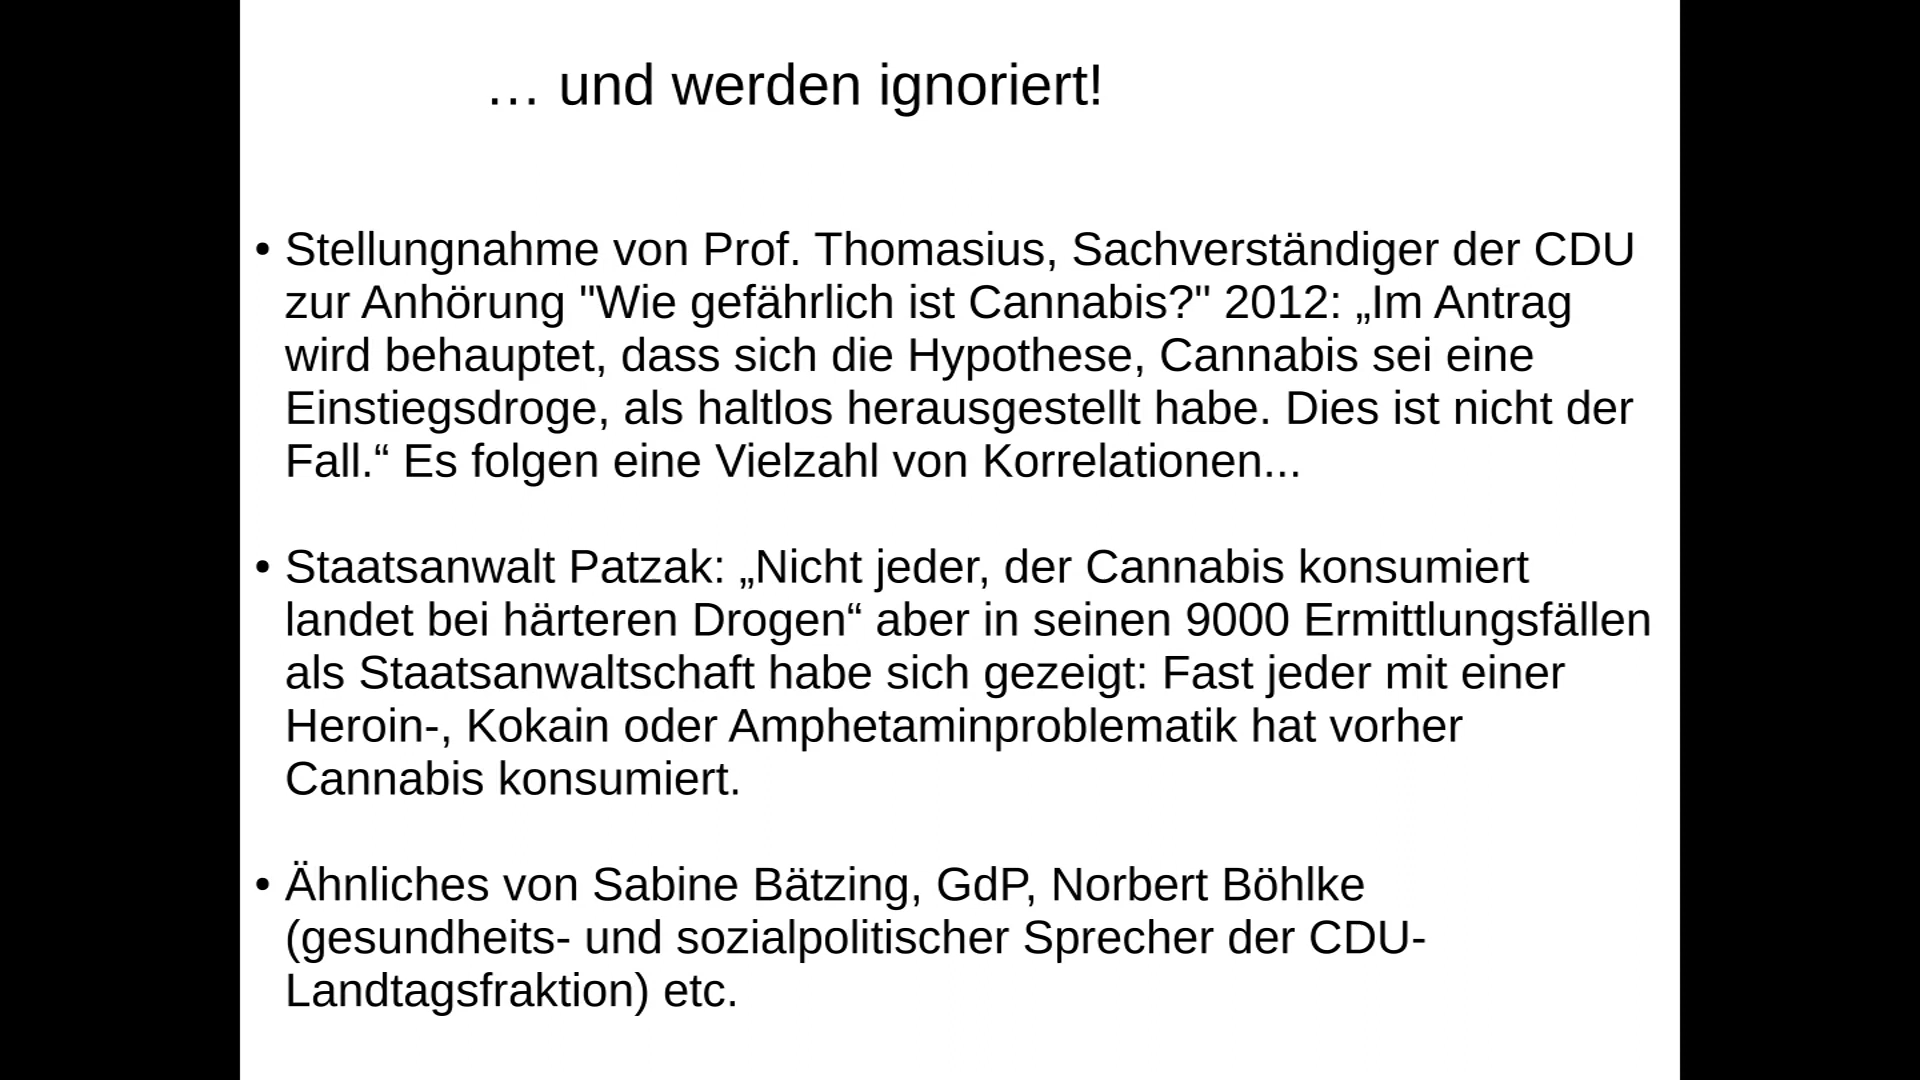 … und werden ignoriert!
• Stellungnahme von Prof. Thomasius, Sachverständiger der CDU
zur Anhörung "Wie gefährlich ist Cannabis?" 2012: „Im Antrag
wird behauptet, dass sich die Hypothese, Cannabis sei eine
Einstiegsdroge, als haltlos herausgestellt habe. Dies ist nicht der
Fall.“ Es folgen eine Vielzahl von Korrelationen...
• Staatsanwalt Patzak: „Nicht jeder, der Cannabis konsumiert
landet bei härteren Drogen“ aber in seinen 9000 Ermittlungsfällen
als Staatsanwaltschaft habe sich gezeigt: Fast jeder mit einer
Heroin-, Kokain oder Amphetaminproblematik hat vorher
Cannabis konsumiert.
• Ähnliches von Sabine Bätzing, GdP, Norbert Böhlke
(gesundheits- und sozialpolitischer Sprecher der CDU-
Landtagsfraktion) etc.